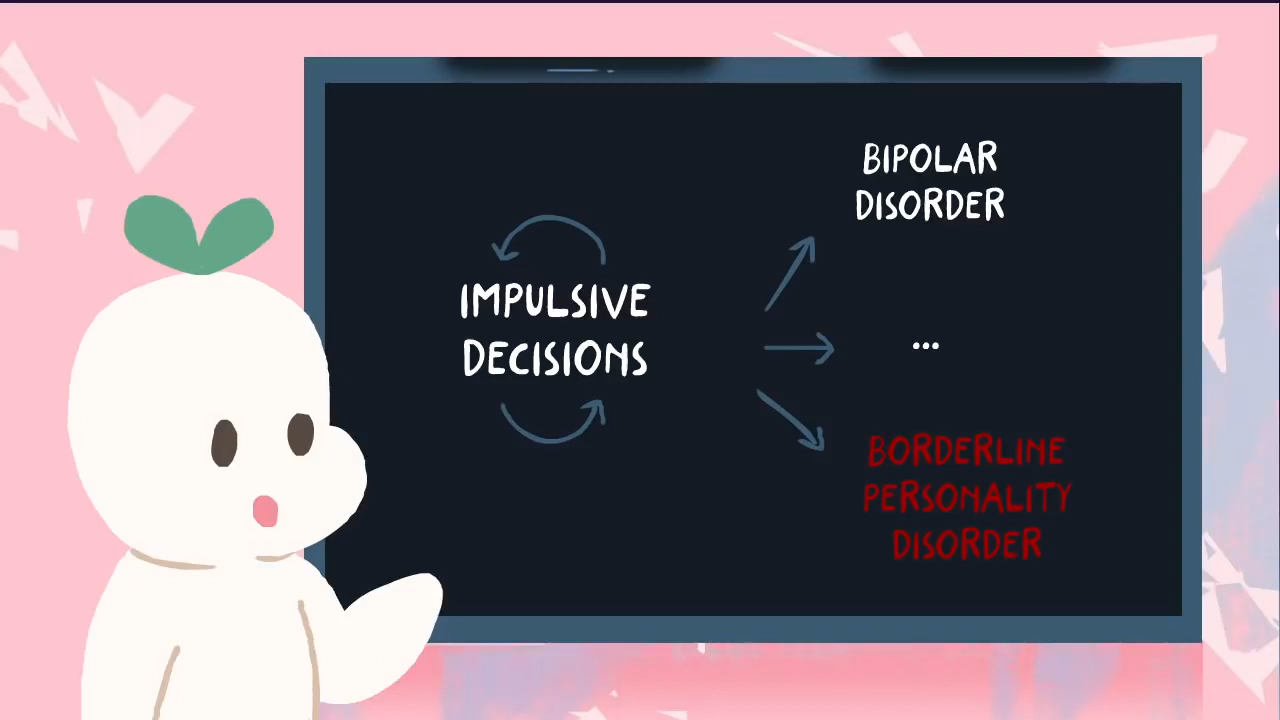 IMPULSIVE
DECISIONS
BIPOLAR
DISORDER
...
BORDERLINE
PERSONALITY
DISORDER